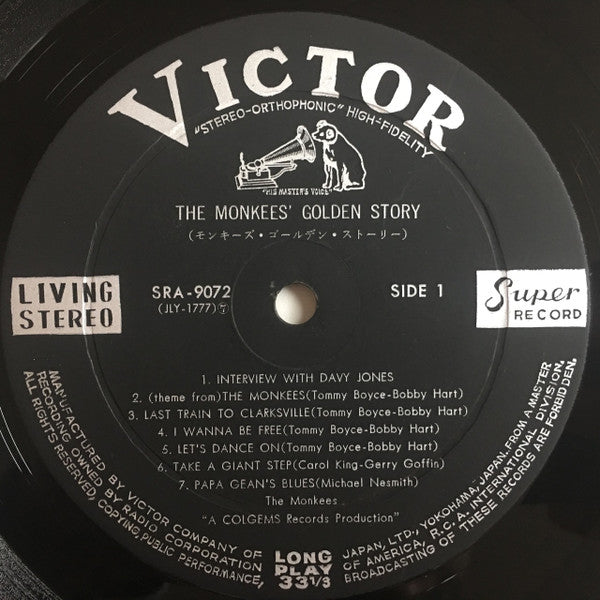 VICTOR
"STEREO-ORTHOPHONIC" HIGH-FIDELITY
"HIS MASTER'S VOICE"
THE MONKEES' GOLDEN STORY
(モンキーズ・ゴールデン・ストーリー)
LIVING STEREO
SRA-9072
(JLY-1777)
SIDE 1
Super RECORD
1. INTERVIEW WITH DAVY JONES
2. (theme from)THE MONKEES(Tommy Boyce-Bobby Hart)
3. LAST TRAIN TO CLARKSVILLE(Tommy Boyce-Bobby Hart)
4. I WANNA BE FREE(Tommy Boyce-Bobby Hart)
5. LET'S DANCE ON(Tommy Boyce-Bobby Hart)
6. TAKE A GIANT STEP(Carol King-Gerry Goffin)
7. PAPA GEAN'S BLUES(Michael Nesmith)
The Monkees
"A COLGEMS Records Production"
MANUFACTURED BY VICTOR COMPANY OF JAPAN, LTD., YOKOHAMA, JAPAN, FROM A MASTER
RECORDING OWNED BY RADIO CORPORATION OF AMERICA, R.C.A. INTERNATIONAL DIVISION.
ALL RIGHTS RESERVED, COPYING, PUBLIC PERFORMANCE, BROADCASTING OF THESE RECORDS ARE FORBIDDEN.
LONG PLAY 33 1/3